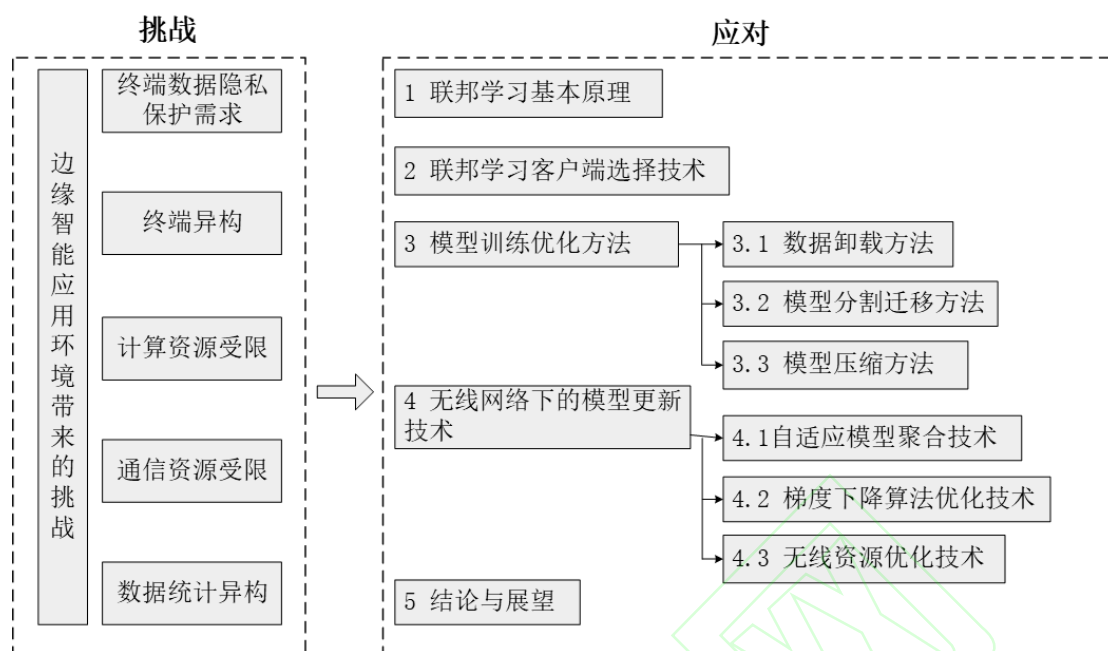 挑战
应对
边缘智能应用环境带来的挑战
终端数据隐私
保护需求
终端异构
计算资源受限
通信资源受限
数据统计异构
1 联邦学习基本原理
2 联邦学习客户端选择技术
3 模型训练优化方法
3.1 数据卸载方法
3.2 模型分割迁移方法
3.3 模型压缩方法
4 无线网络下的模型更新
技术
4.1自适应模型聚合技术
4.2 梯度下降算法优化技术
4.3 无线资源优化技术
5 结论与展望